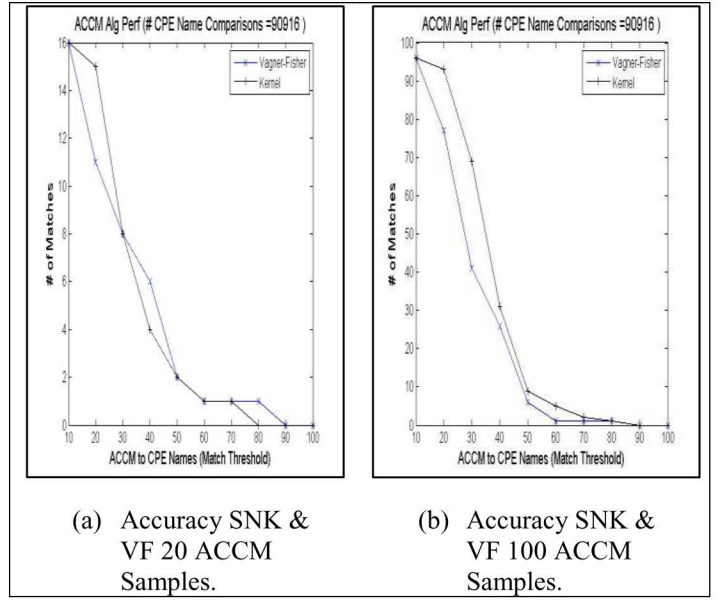 ACCM Alg Perf (# CPE Name Comparisons =90916 )
Vagner-Fisher
Kernel
# of Matches
16
14
12
10
8
6
4
2
0
10 20 30 40 50 60 70 80 90 100
ACCM to CPE Names (Match Threshold)
(a) Accuracy SNK &
VF 20 ACCM
Samples.
ACCM Alg Perf (# CPE Name Comparisons =90916 )
Vagner-Fisher
Kernel
# of Matches
100
90
80
70
60
50
40
30
20
10
0
10 20 30 40 50 60 70 80 90 100
ACCM to CPE Names (Match Threshold)
(b) Accuracy SNK &
VF 100 ACCM
Samples.